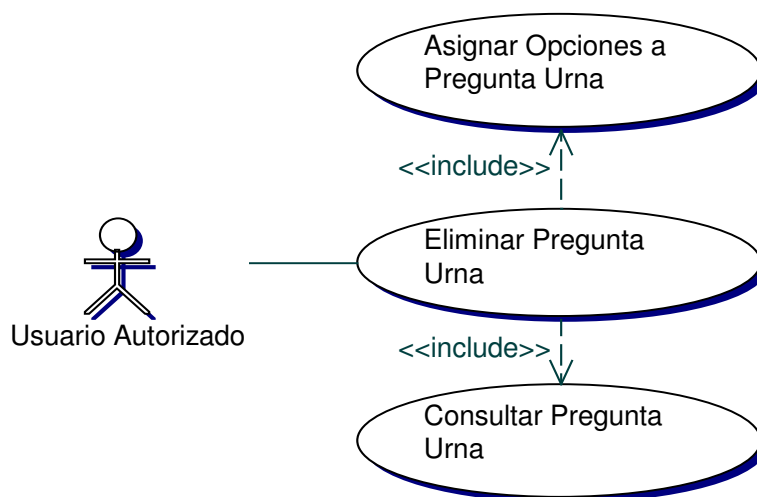 Asignar Opciones a
Pregunta Urna
<<include>>
Eliminar Pregunta
Urna
Usuario Autorizado
<<include>>
Consultar Pregunta
Urna